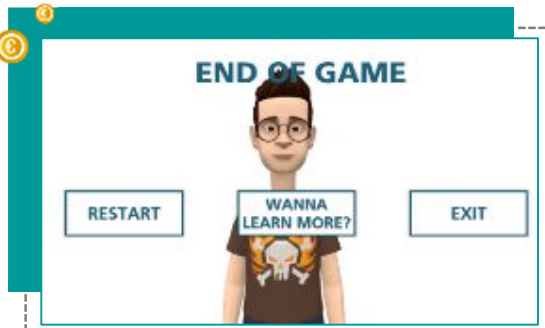 END OF GAME
RESTART
WANNA
LEARN MORE?
EXIT